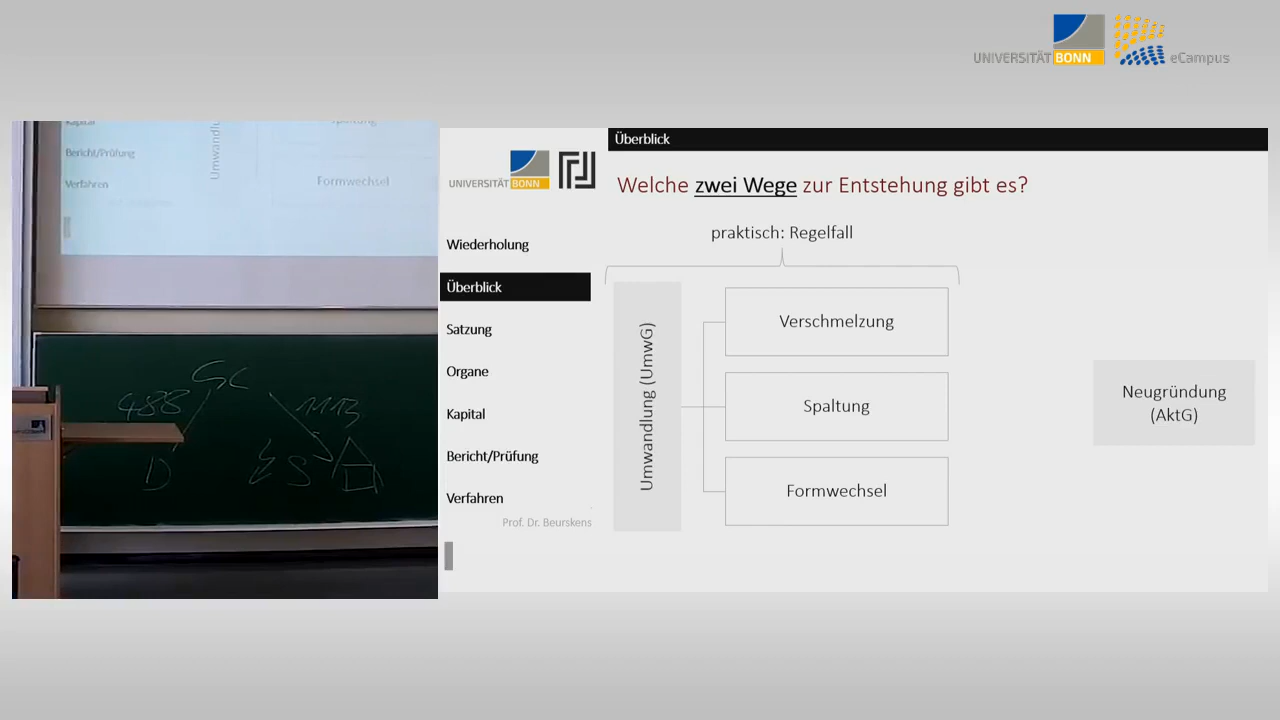 UNIVERSITÄT BONN eCampus
Kapital
Bericht/Prüfung
Verfahren
Spaltung
Formwechsel
488
1113
D
S
Überblick
UNIVERSITÄT BONN
Welche zwei Wege zur Entstehung gibt es?
Wiederholung
Überblick
Satzung
Organe
Kapital
Bericht/Prüfung
Verfahren
Prof. Dr. Beurskens
praktisch: Regelfall
Umwandlung (UmwG)
Verschmelzung
Spaltung
Formwechsel
Neugründung
(AktG)